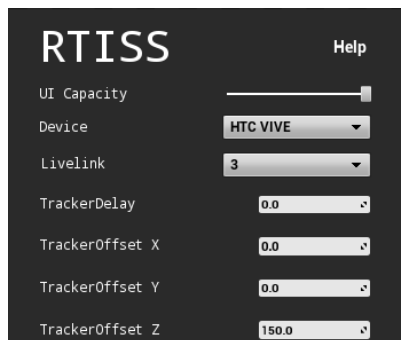 RTISS Help
UI Capacity
Device HTC VIVE
Livelink 3
TrackerDelay 0.0
TrackerOffset X 0.0
TrackerOffset Y 0.0
TrackerOffset Z 150.0